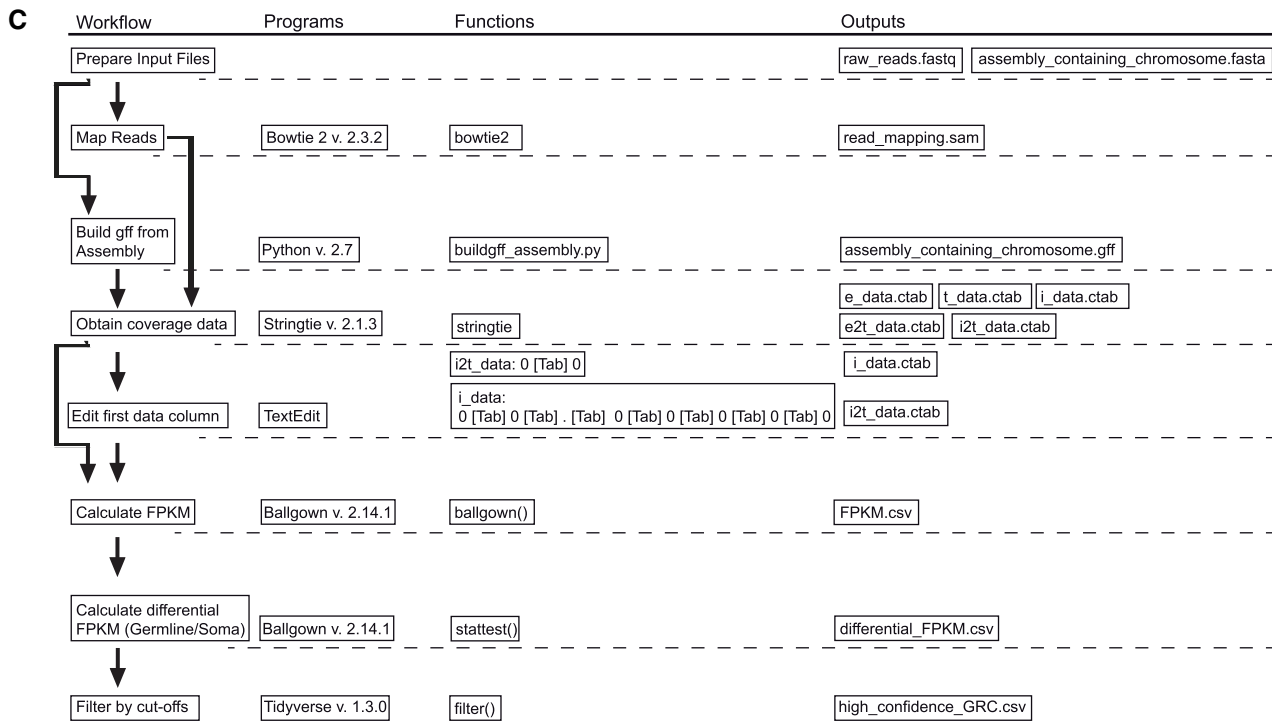 C
Workflow Programs Functions Outputs
Prepare Input Files raw_reads.fastq assembly_containing_chromosome.fasta
Map Reads Bowtie 2 v. 2.3.2 bowtie2 read_mapping.sam
Build gff from
Assembly Python v. 2.7 buildgff_assembly.py assembly_containing_chromosome.gff
e_data.ctab t_data.ctab i_data.ctab
Obtain coverage data Stringtie v. 2.1.3 stringtie e2t_data.ctab i2t_data.ctab
i2t_data: 0 [Tab] 0 i_data.ctab
i_data:
Edit first data column TextEdit 0 [Tab] 0 [Tab] . [Tab] 0 [Tab] 0 [Tab] 0 [Tab] 0 [Tab] 0 i2t_data.ctab
Calculate FPKM Ballgown v. 2.14.1 ballgown() FPKM.csv
Calculate differential
FPKM (Germline/Soma) Ballgown v. 2.14.1 stattest() differential_FPKM.csv
Filter by cut-offs Tidyverse v. 1.3.0 filter() high_confidence_GRC.csv